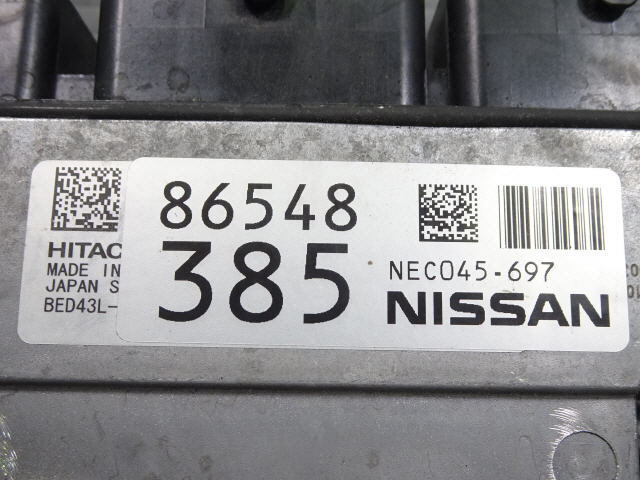 86548
385
NEC045-697
NISSAN
HITAC
MADE IN
JAPAN S
BED43L-